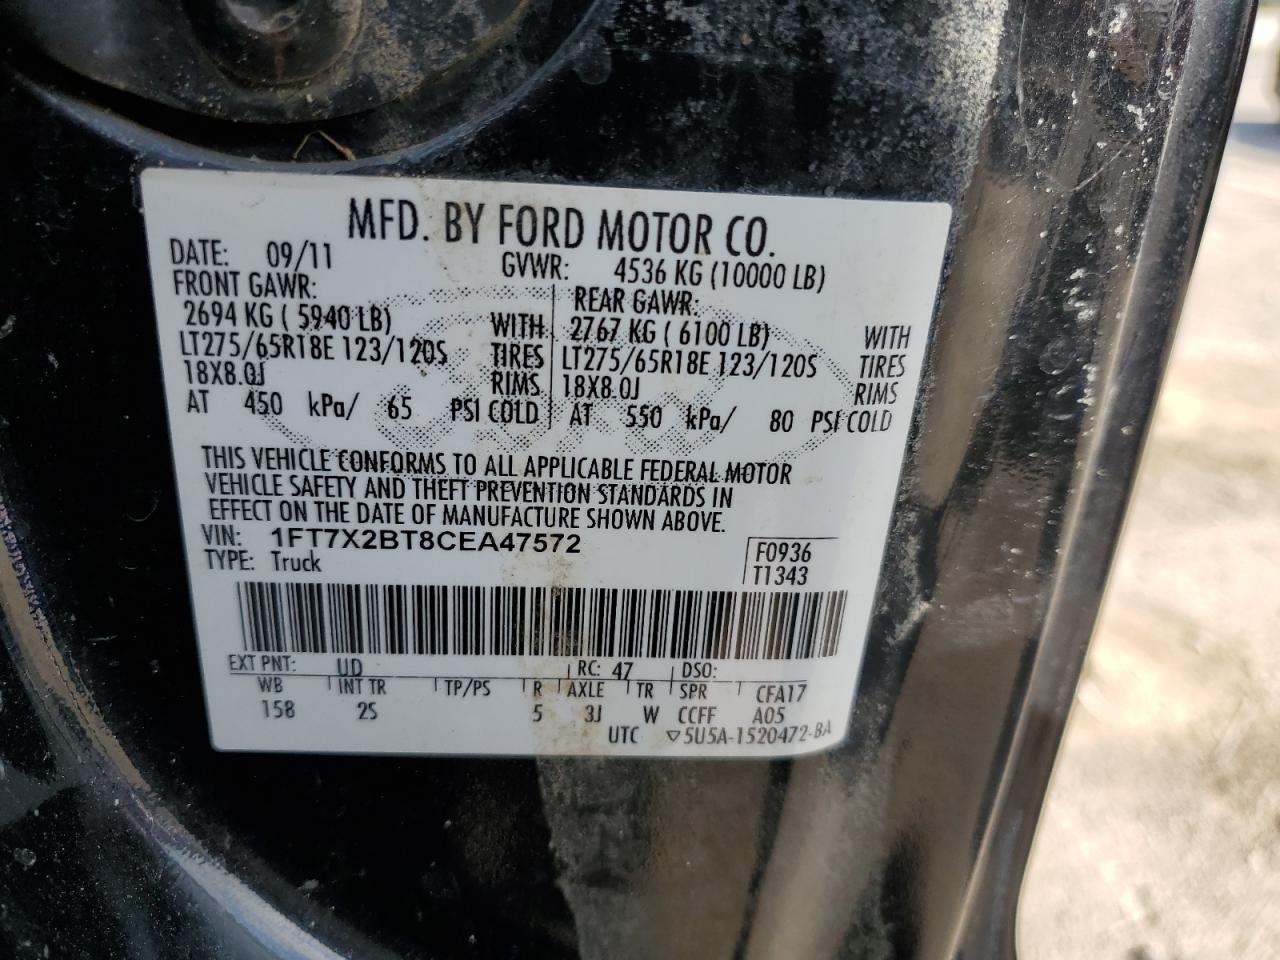 MFD. BY FORD MOTOR CO.
DATE: 09/11 GVWR: 4536 KG (10000 LB)
FRONT GAWR: REAR GAWR:
2694 KG ( 5940 LB) WITH 2767 KG ( 6100 LB) WITH
LT275/65R18E 123/120S TIRES LT275/65R18E 123/120S TIRES
18X8.0J RIMS 18X8.0J RIMS
AT 450 kPa/ 65 PSI COLD AT 550 kPa/ 80 PSI COLD
THIS VEHICLE CONFORMS TO ALL APPLICABLE FEDERAL MOTOR
VEHICLE SAFETY AND THEFT PREVENTION STANDARDS IN
EFFECT ON THE DATE OF MANUFACTURE SHOWN ABOVE.
VIN: 1FT7X2BT8CEA47572 F0936
TYPE: Truck T1343
EXT PNT: UD RC: 47 DSO:
WB INT TR TP/PS R AXLE TR SPR CFA17
158 2S 5 3J W CCFF A05
UTC ▽5U5A-1520472-BA